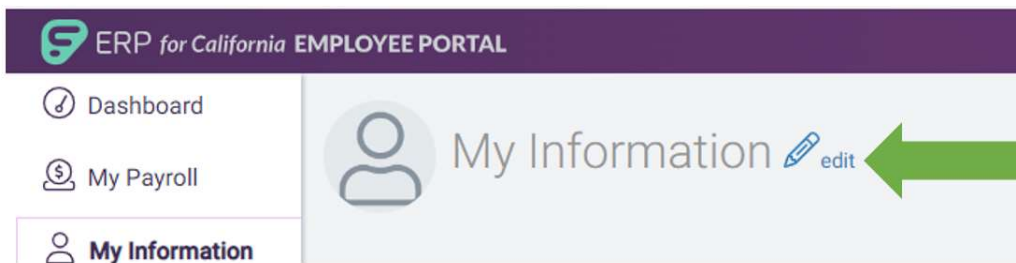 ERP for California EMPLOYEE PORTAL
Dashboard
My Information edit
My Payroll
My Information